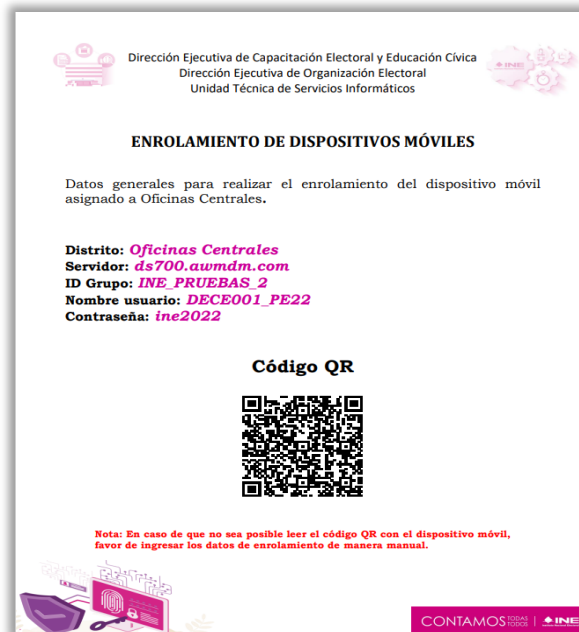 Dirección Ejecutiva de Capacitación Electoral y Educación Cívica
Dirección Ejecutiva de Organización Electoral
Unidad Técnica de Servicios Informáticos
INE
ENROLAMIENTO DE DISPOSITIVOS MÓVILES
Datos generales para realizar el enrolamiento del dispositivo móvil
asignado a Oficinas Centrales.
Distrito: Oficinas Centrales
Servidor: ds700.awmdm.com
ID Grupo: INE_PRUEBAS_2
Nombre usuario: DECE001_PE22
Contraseña: ine2022
Código QR
Nota: En caso de que no sea posible leer el código QR con el dispositivo móvil,
favor de ingresar los datos de enrolamiento de manera manual.
CONTAMOS TODAS TODOS INE